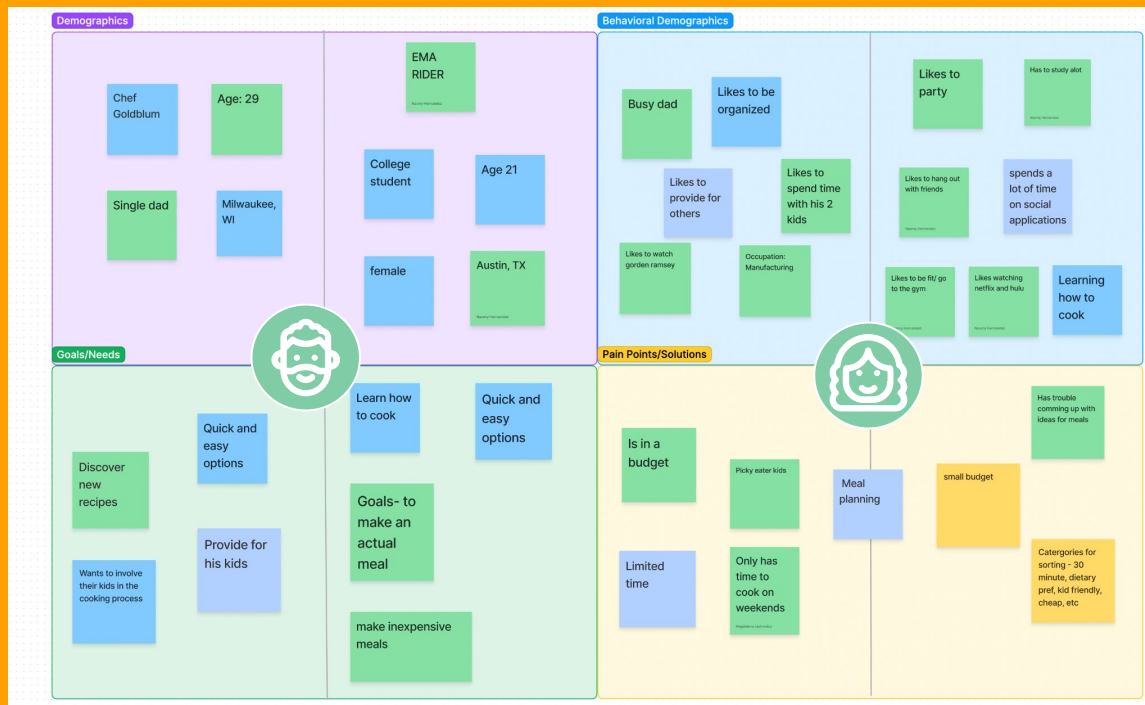 Demographics
Chef
Goldblum
Age: 29
Single dad
Milwaukee,
WI
EMA
RIDER
College
student
Age 21
female
Austin, TX
Behavioral Demographics
Busy dad
Likes to be
organized
Likes to
provide for
others
Likes to
spend time
with his 2
kids
Likes to watch
gorden ramsey
Occupation:
Manufacturing
Likes to
party
Has to study alot
Likes to hang out
with friends
spends a
lot of time
on social
applications
Likes to be fit/ go
to the gym
Likes watching
netflix and hulu
Learning
how to
cook
Goals/Needs
Discover
new
recipes
Quick and
easy
options
Wants to involve
their kids in the
cooking process
Provide for
his kids
Learn how
to cook
Quick and
easy
options
Goals- to
make an
actual
meal
make inexpensive
meals
Pain Points/Solutions
Is in a
budget
Picky eater kids
Limited
time
Only has
time to
cook on
weekends
Meal
planning
small budget
Has trouble
comming up with
ideas for meals
Catergories for
sorting - 30
minute, dietary
pref, kid friendly,
cheap, etc